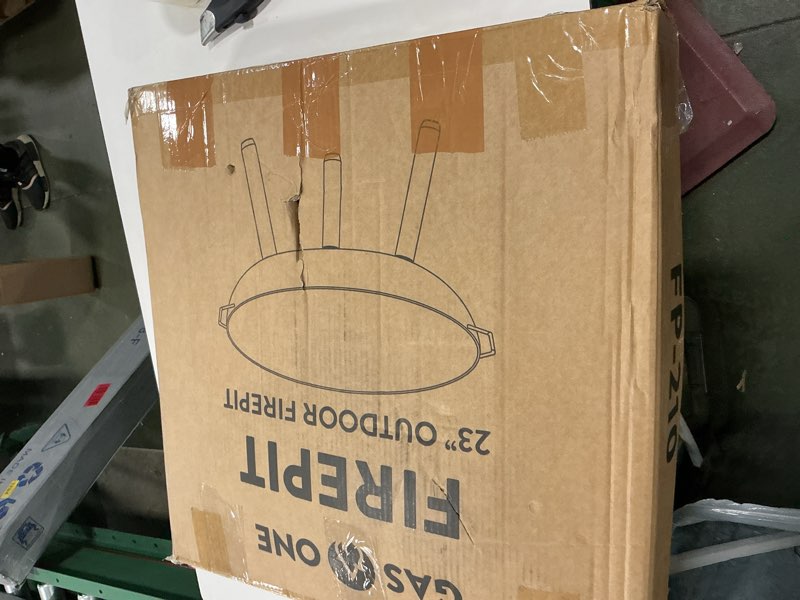 GAS ONE
FIREPIT
23" OUTDOOR FIREPIT
FP-210